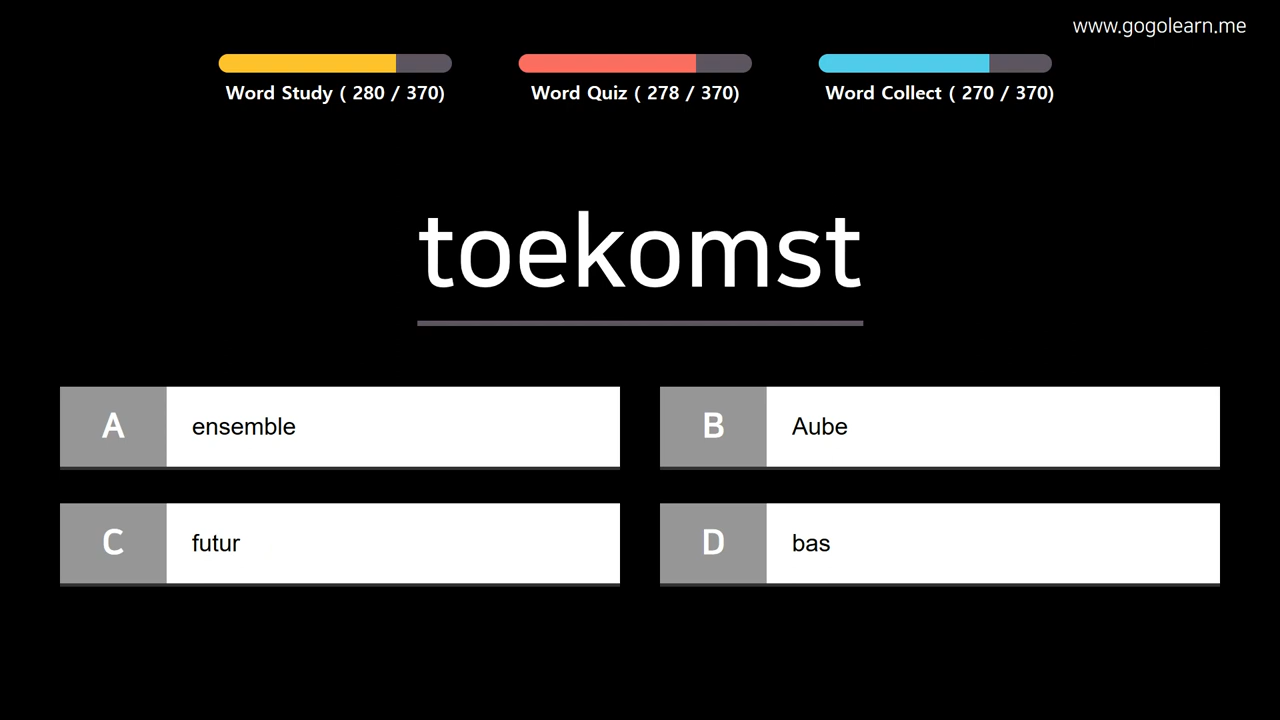 www.gogolearn.me
Word Study ( 280 / 370)
Word Quiz ( 278 / 370)
Word Collect ( 270 / 370)
toekomst
A ensemble
B Aube
C futur
D bas